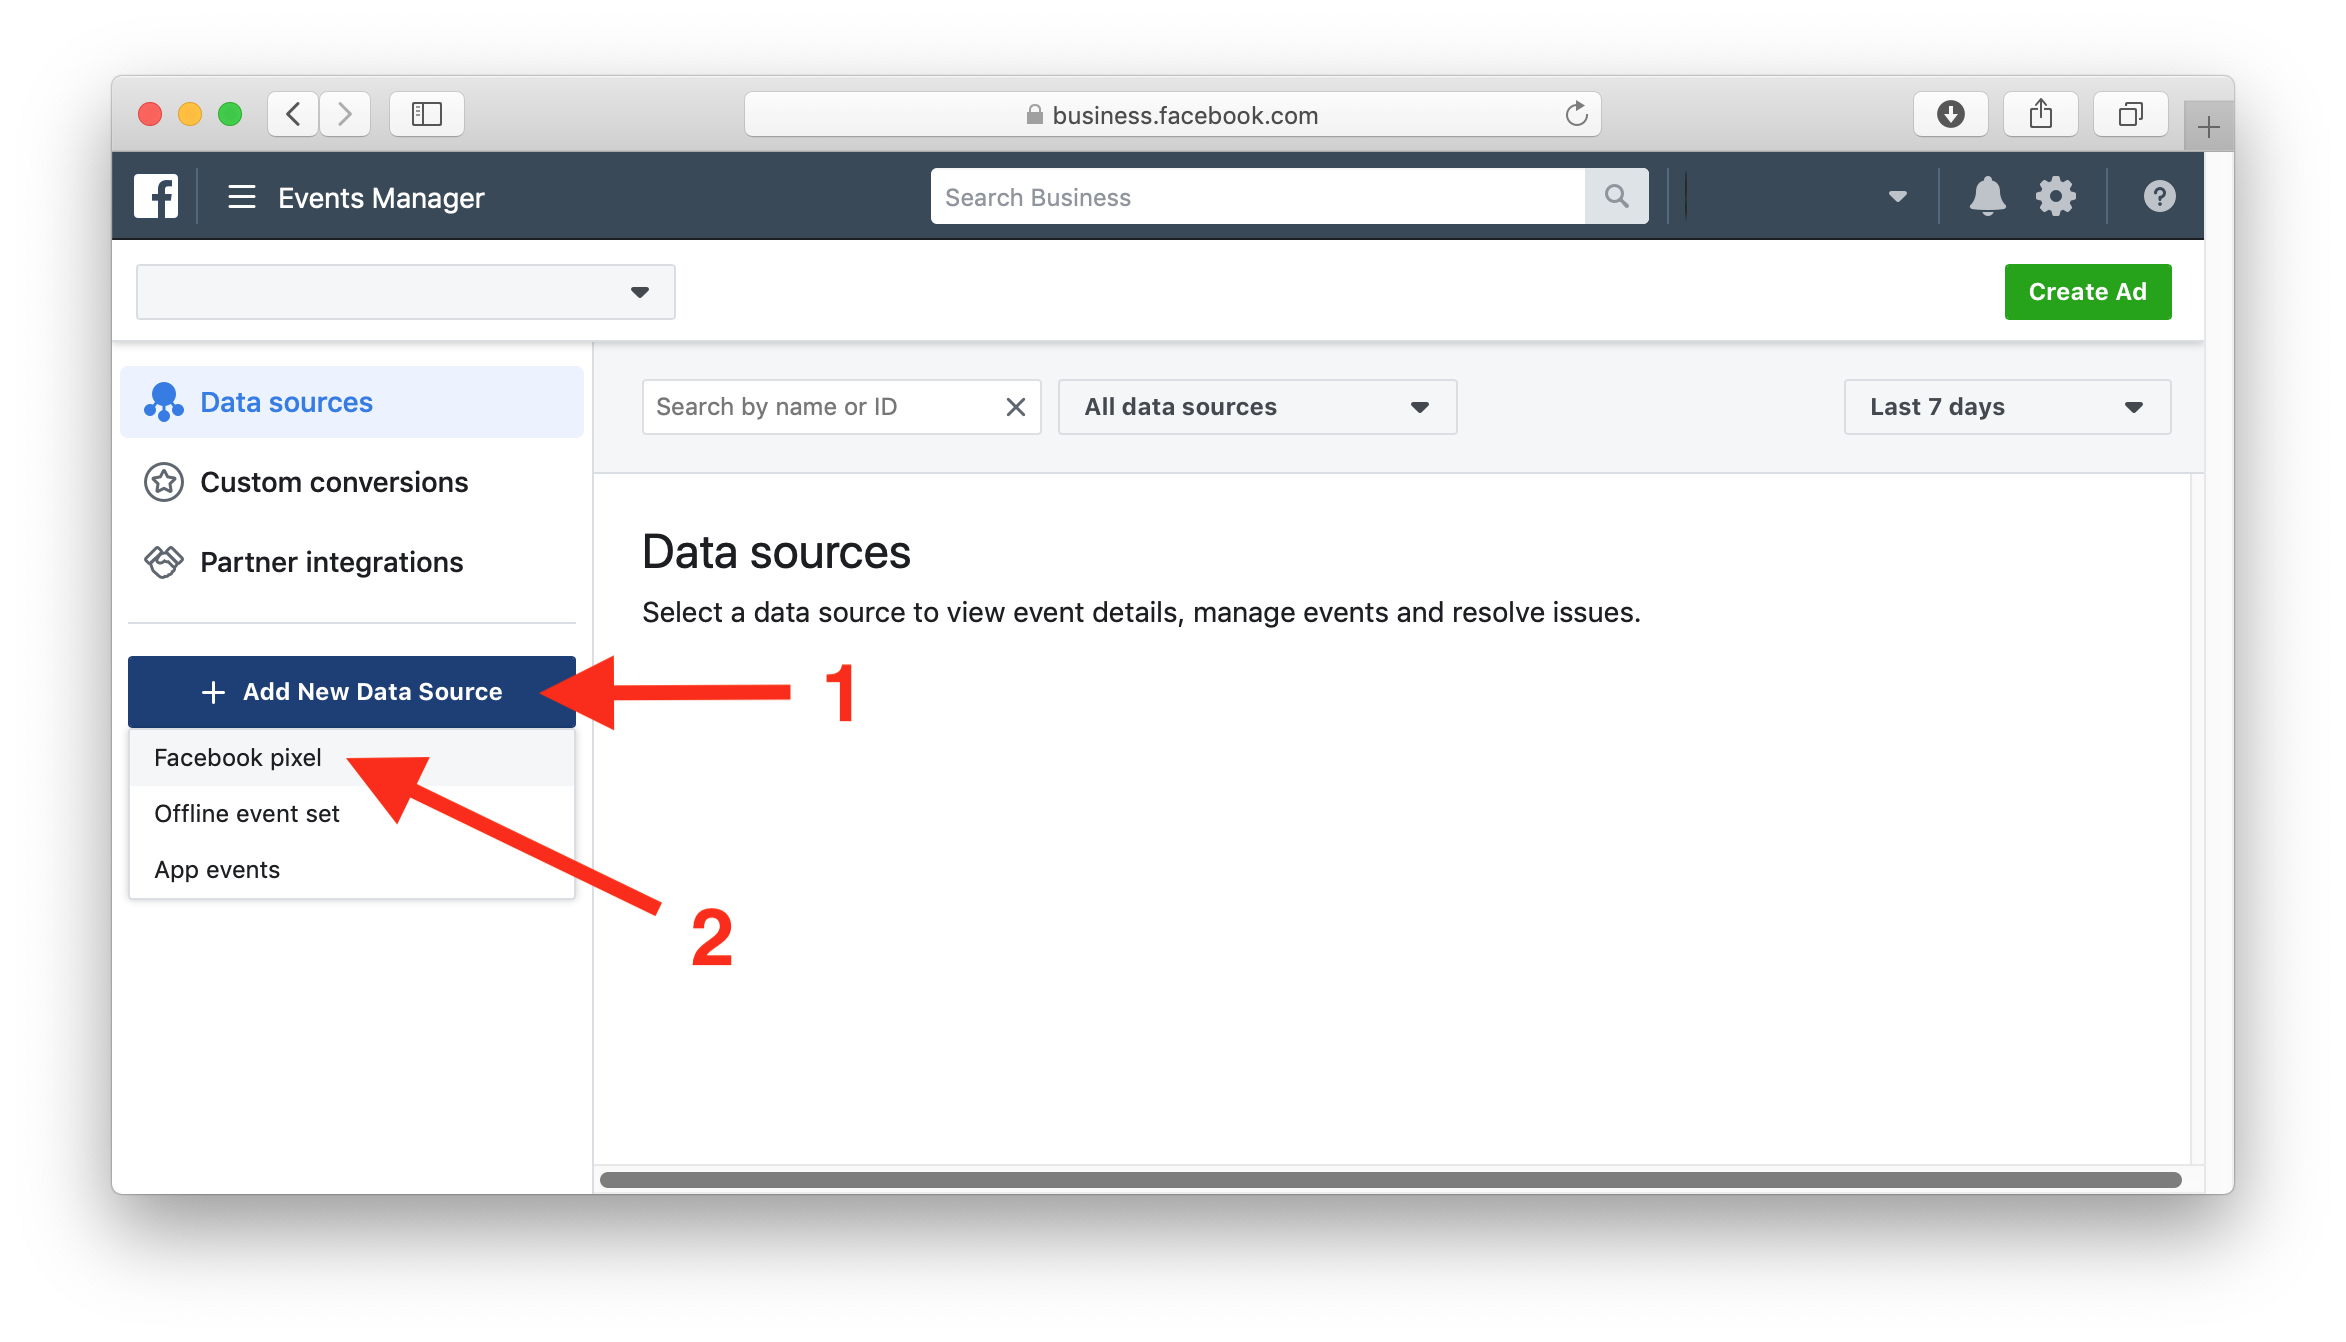 business.facebook.com
Events Manager
Search Business
Create Ad
Data sources
Custom conversions
Partner integrations
Search by name or ID
All data sources
Last 7 days
Data sources
Select a data source to view event details, manage events and resolve issues.
+ Add New Data Source
1
Facebook pixel
Offline event set
App events
2